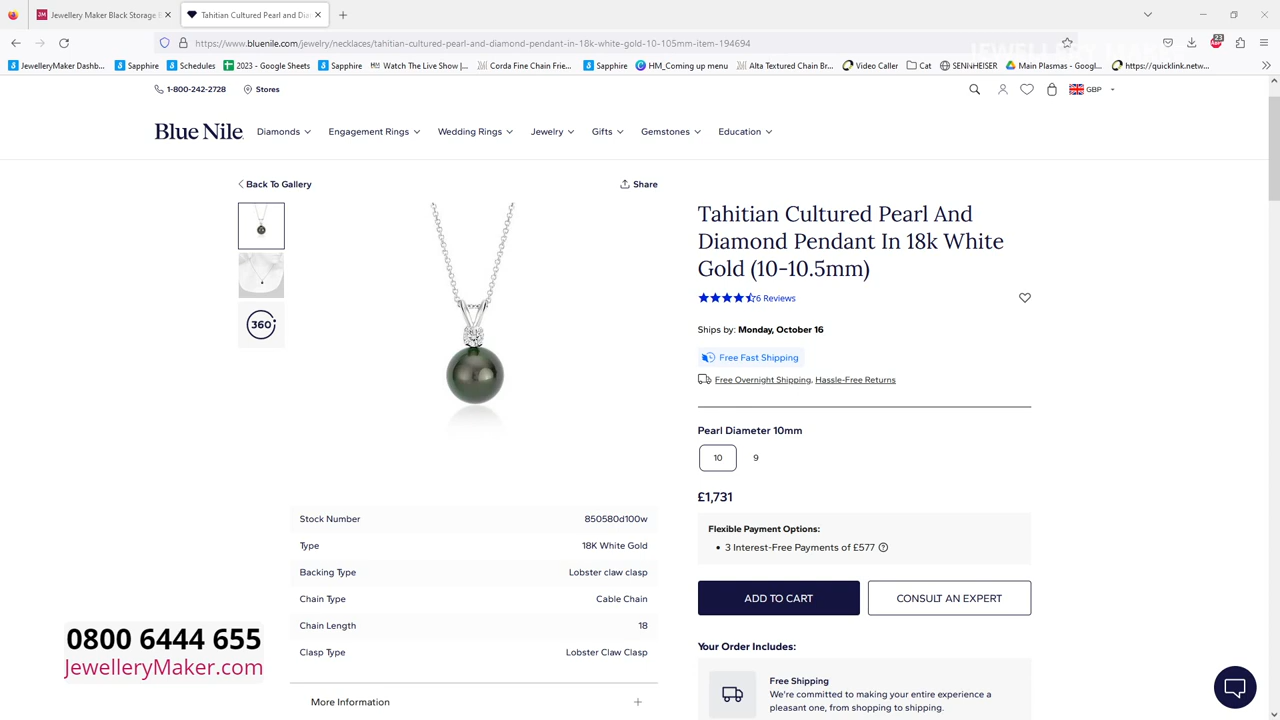 Jewellery Maker Black Storage
Tahitian Cultured Pearl and Dia
https://www.bluenile.com/jewelry/necklaces/tahitian-cultured-pearl-and-diamond-pendant-in-18k-white-gold-10-105mm-item-194694
23
JewelleryMaker Dashb...
Sapphire
Schedules
2023 - Google Sheets
Sapphire
Watch The Live Show |...
Corda Fine Chain Frie...
Sapphire
HM_Coming up menu
Alta Textured Chain Br...
Video Caller
Cat
SENNHEISER
Main Plasmas - Googl...
https://quicklink.netw...
1-800-242-2728
Stores
GBP
Blue Nile
Diamonds
Engagement Rings
Wedding Rings
Jewelry
Gifts
Gemstones
Education
Back To Gallery
Share
360
Tahitian Cultured Pearl And
Diamond Pendant In 18k White
Gold (10-10.5mm)
6 Reviews
Ships by: Monday, October 16
Free Fast Shipping
Free Overnight Shipping, Hassle-Free Returns
Pearl Diameter 10mm
10
9
£1,731
Flexible Payment Options:
• 3 Interest-Free Payments of £577
ADD TO CART
CONSULT AN EXPERT
Your Order Includes:
Free Shipping
We're committed to making your entire experience a
pleasant one, from shopping to shipping.
Stock Number 850580d100w
Type 18K White Gold
Backing Type Lobster claw clasp
Chain Type Cable Chain
Chain Length 18
Clasp Type Lobster Claw Clasp
More Information
0800 6444 655
JewelleryMaker.com